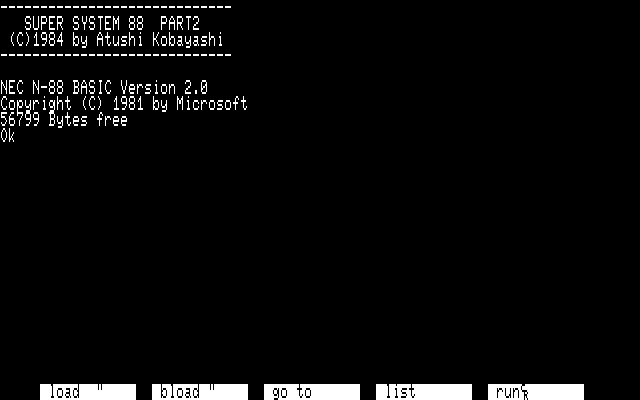 -----------------------------
SUPER SYSTEM 88  PART2
(C)1984 by Atushi Kobayashi
-----------------------------
NEC N-88 BASIC Version 2.0
Copyright (C) 1981 by Microsoft
56799 Bytes free
Ok
load  " bload " go to list run␍